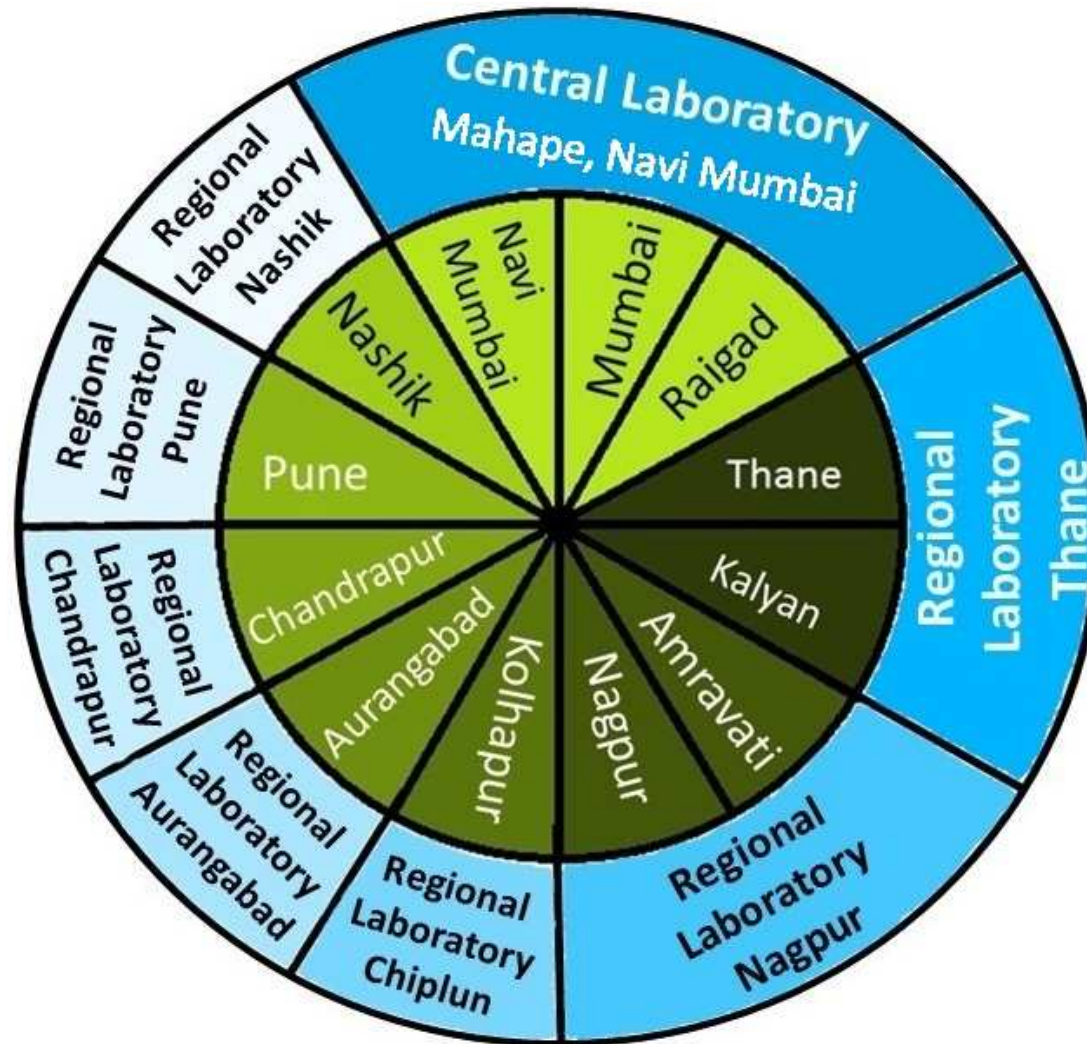 Central Laboratory
Mahape, Navi Mumbai
Regional
Laboratory
Thane
Regional
Laboratory
Nagpur
Regional
Laboratory
Chiplun
Regional
Laboratory
Aurangabad
Regional
Laboratory
Chandrapur
Regional
Laboratory
Pune
Regional
Laboratory
Nashik
Navi
Mumbai
Mumbai
Raigad
Thane
Kalyan
Amravati
Nagpur
Kolhapur
Aurangabad
Chandrapur
Pune
Nashik